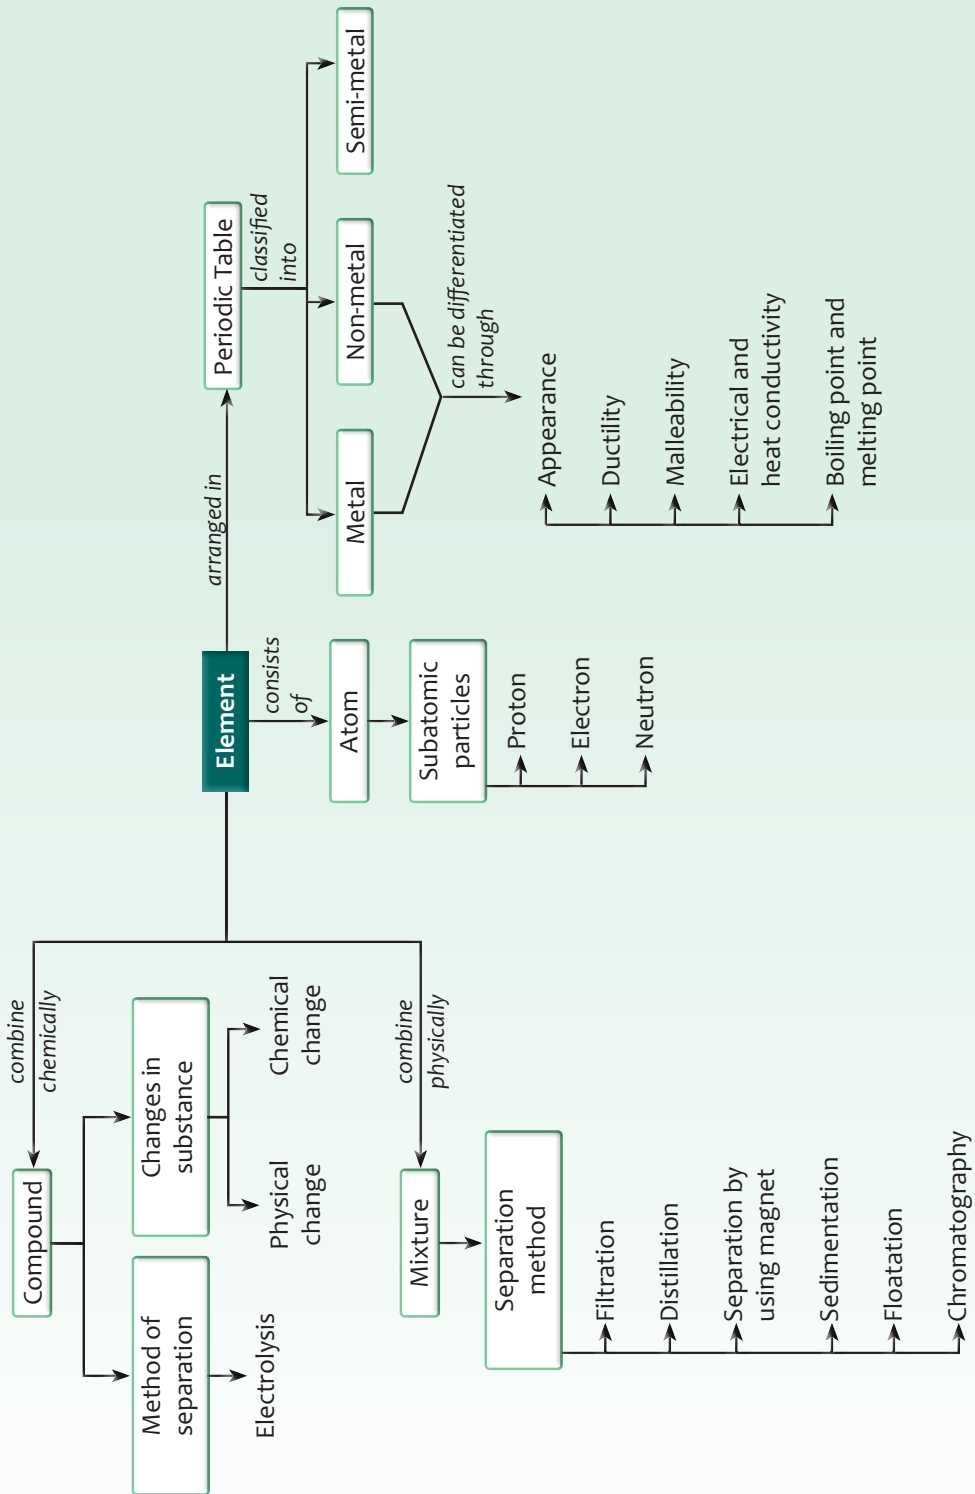 Element
combine
chemically
Compound
Method of
separation
Electrolysis
Changes in
substance
Physical
change
Chemical
change
combine
physically
Mixture
Separation
method
Filtration
Distillation
Separation by
using magnet
Sedimentation
Floatation
Chromatography
consists
of
Atom
Subatomic
particles
Proton
Electron
Neutron
arranged in
Periodic Table
classified
into
Metal
Non-metal
Semi-metal
can be differentiated
through
Appearance
Ductility
Malleability
Electrical and
heat conductivity
Boiling point and
melting point